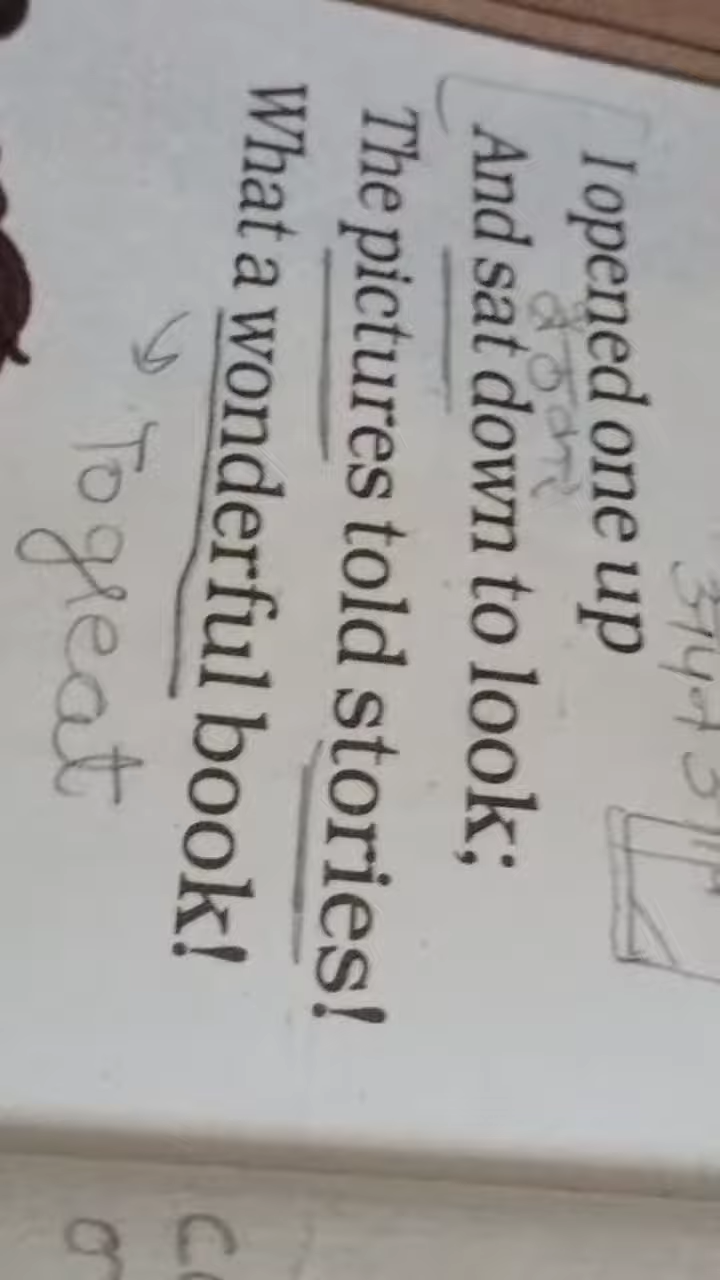 I opened one up
And sat down to look;
The pictures told stories!
What a wonderful book!
To great